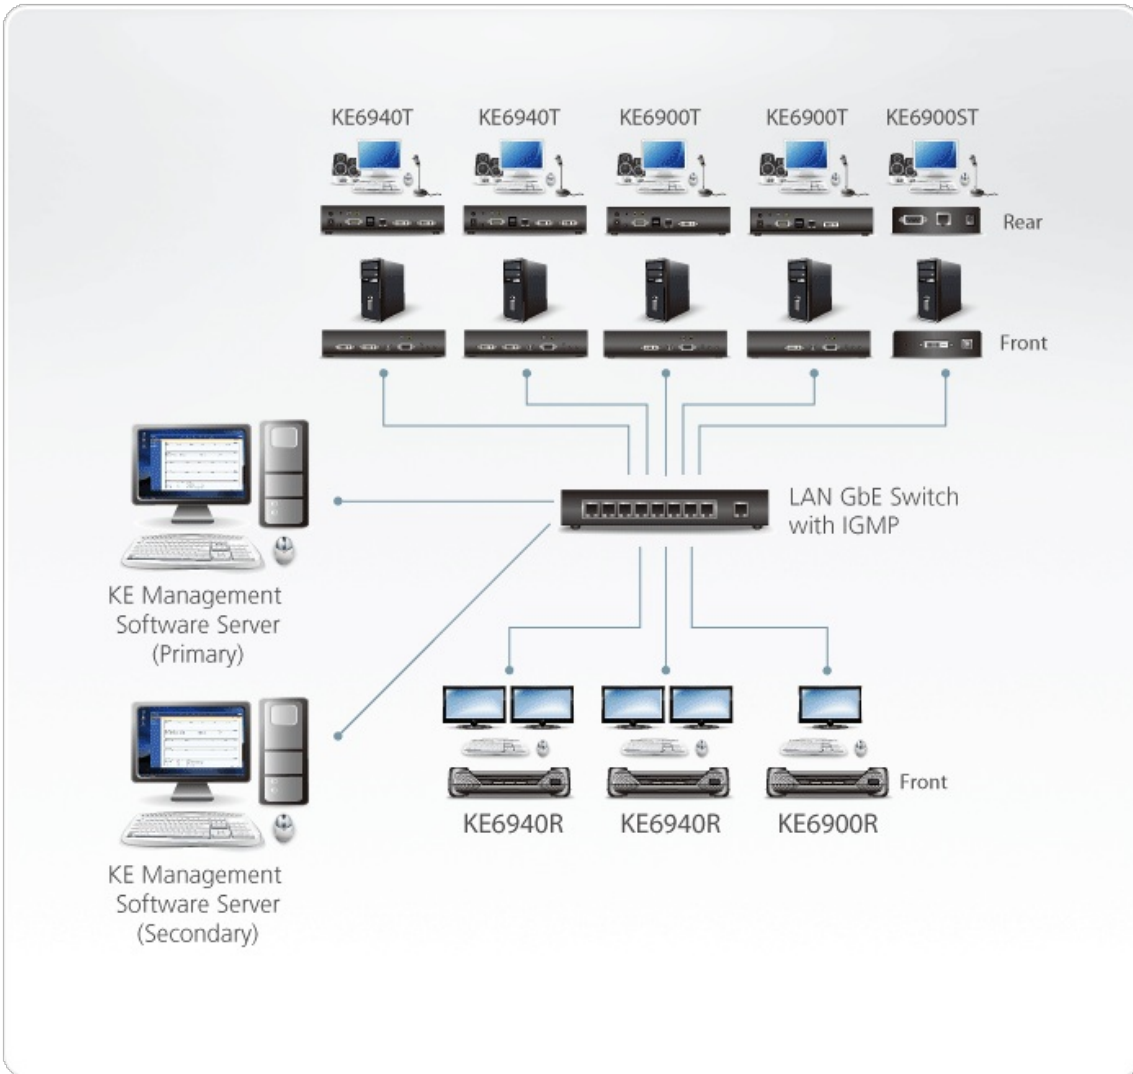 KE6940T
KE6940T
KE6900T
KE6900T
KE6900ST
Rear
Front
LAN GbE Switch
with IGMP
KE Management
Software Server
(Primary)
KE Management
Software Server
(Secondary)
Front
KE6940R
KE6940R
KE6900R